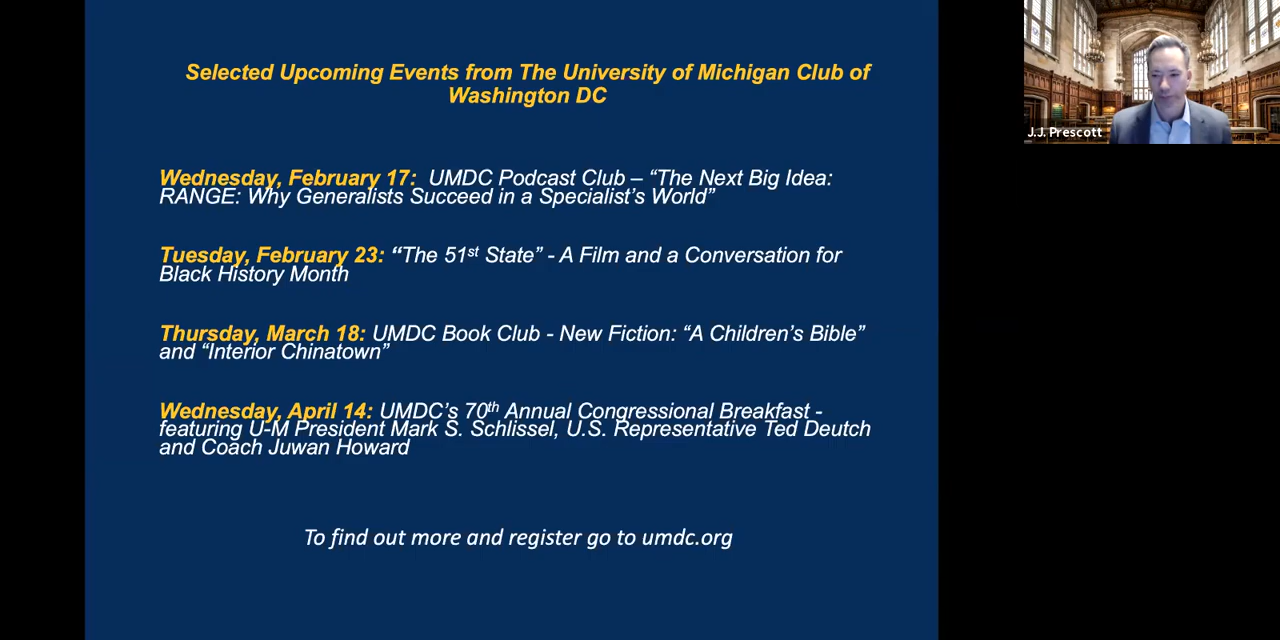 Selected Upcoming Events from The University of Michigan Club of
Washington DC
Wednesday, February 17:  UMDC Podcast Club – “The Next Big Idea:
RANGE: Why Generalists Succeed in a Specialist’s World”
Tuesday, February 23: “The 51st State” - A Film and a Conversation for
Black History Month
Thursday, March 18: UMDC Book Club - New Fiction: “A Children’s Bible”
and “Interior Chinatown”
Wednesday, April 14: UMDC’s 70th Annual Congressional Breakfast -
featuring U-M President Mark S. Schlissel, U.S. Representative Ted Deutch
and Coach Juwan Howard
To find out more and register go to umdc.org
J.J. Prescott